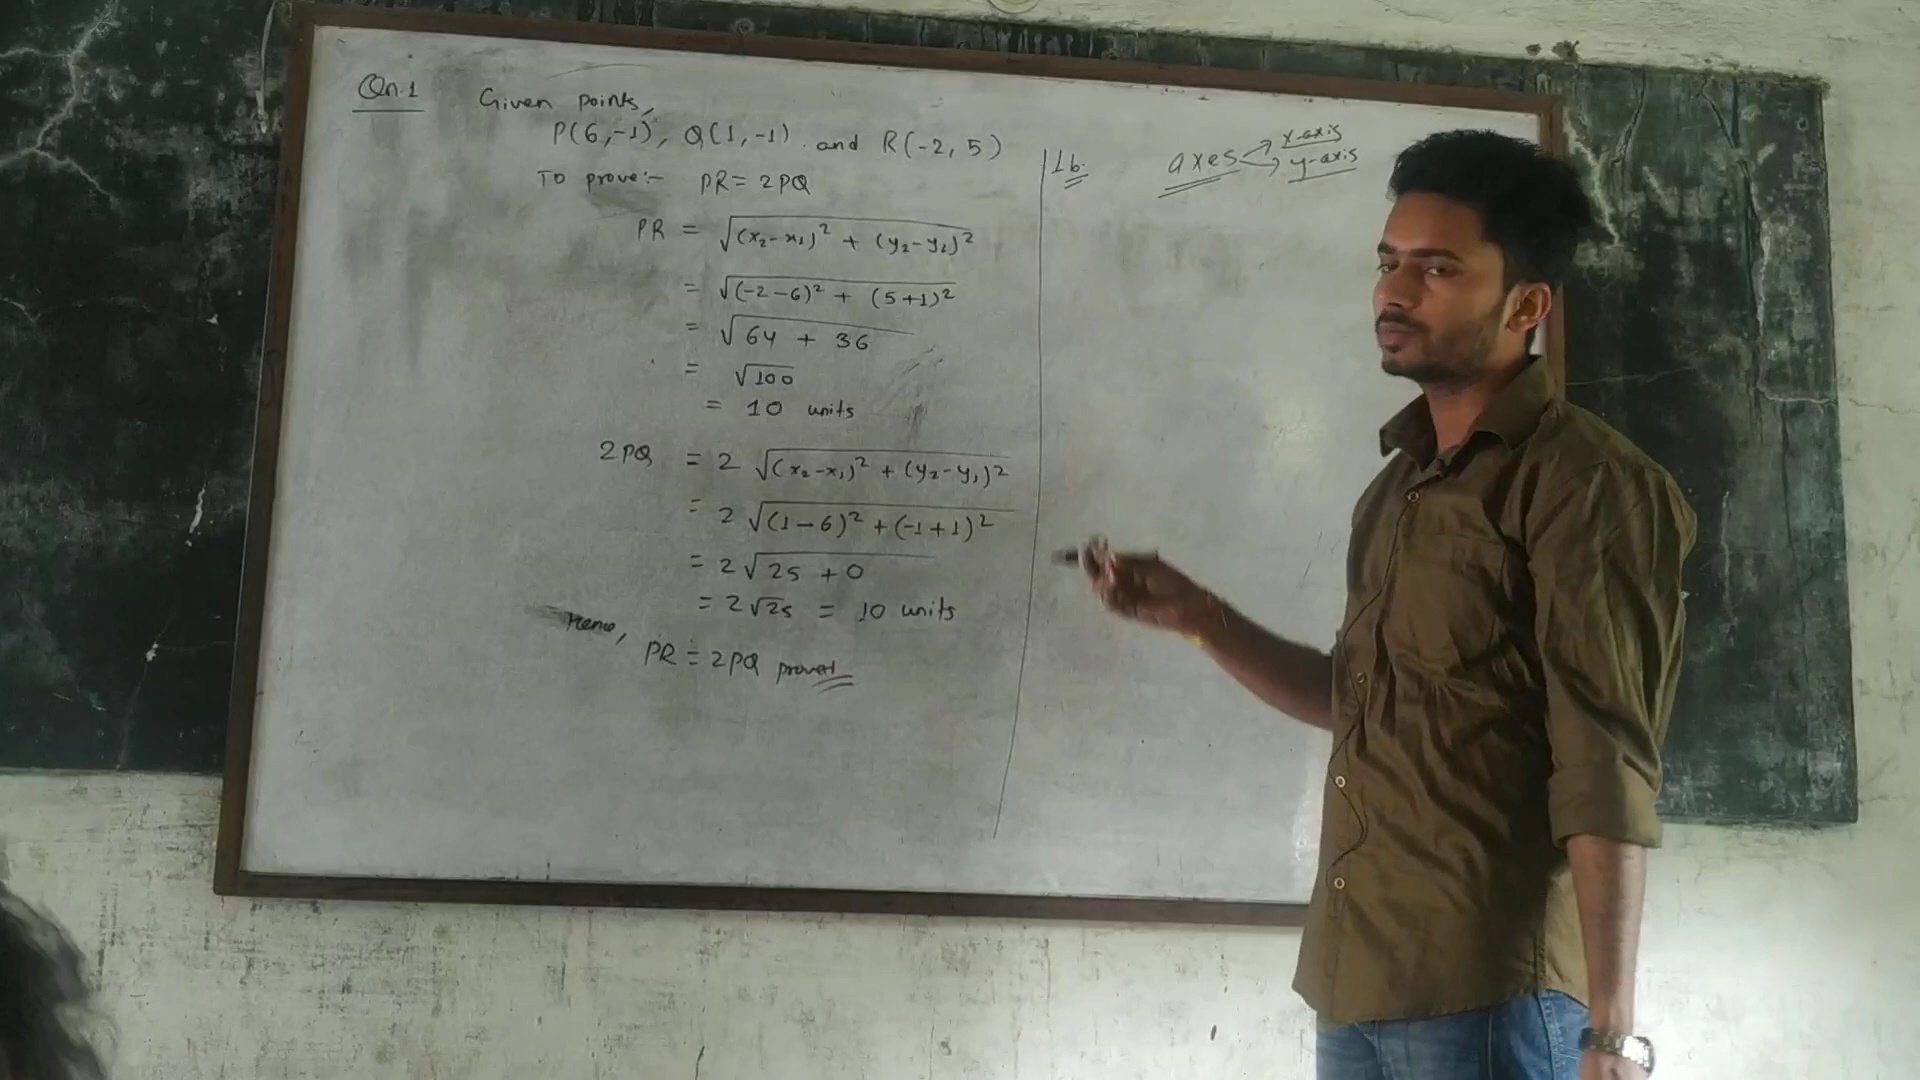 Qn.1 Given points,
P(6,-1), Q(1,-1) and R(-2, 5)
To prove:- PR = 2PQ
PR = √(x₂-x₁)² + (y₂-y₁)²
= √(-2-6)² + (5+1)²
= √64 + 36
= √100
= 10 units
2PQ = 2 √(x₂-x₁)² + (y₂-y₁)²
= 2 √(1-6)² + (-1+1)²
= 2√25 + 0
= 2√25 = 10 units
Hence,
PR = 2PQ proved
1b. axes x-axis
y-axis